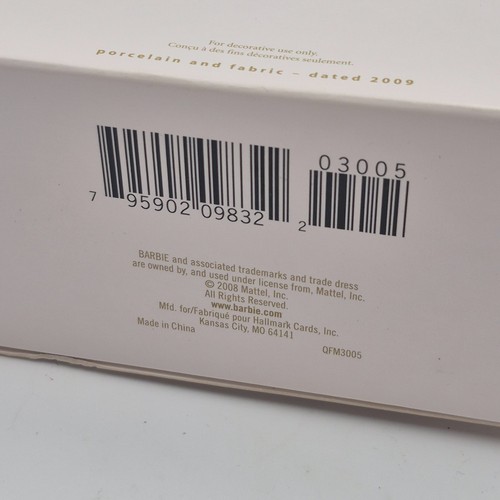 For decorative use only.
Conçu à des fins décoratives seulement.
porcelain and fabric – dated 2009
03005
7 95902 09832 2
BARBIE and associated trademarks and trade dress
are owned by, and used under license from, Mattel, Inc.
© 2008 Mattel, Inc.
All Rights Reserved.
www.barbie.com
Mfd. for/Fabriqué pour Hallmark Cards, Inc.
Kansas City, MO 64141
Made in China
QFM3005